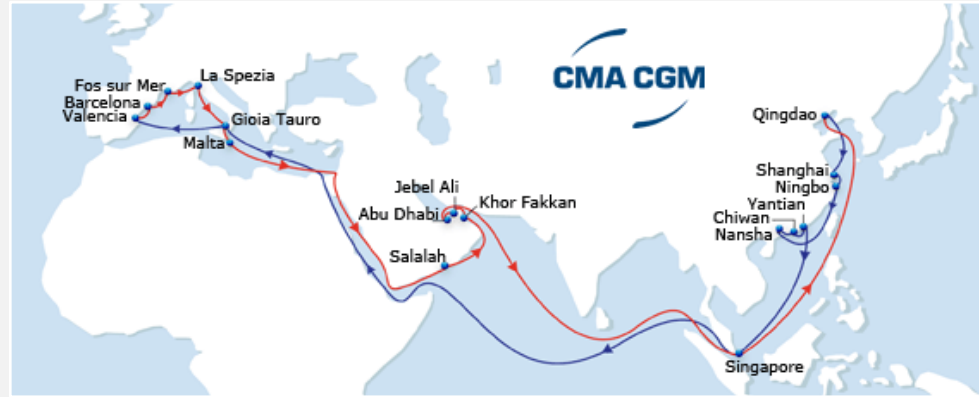 CMA CGM
La Spezia
Fos sur Mer
Barcelona
Valencia
Gioia Tauro
Malta
Qingdao
Shanghai
Ningbo
Yantian
Chiwan
Nansha
Jebel Ali
Khor Fakkan
Abu Dhabi
Salalah
Singapore